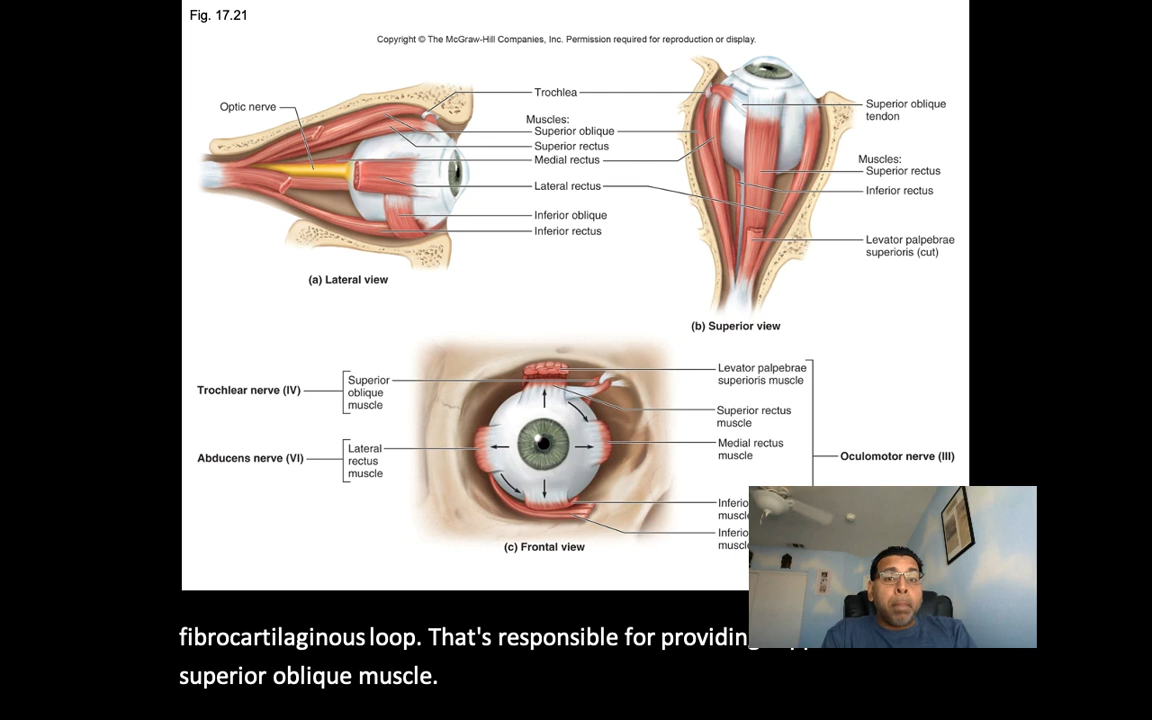 Fig. 17.21
Copyright © The McGraw-Hill Companies, Inc. Permission required for reproduction or display.
Optic nerve
Trochlea
Muscles:
Superior oblique
Superior rectus
Medial rectus
Lateral rectus
Inferior oblique
Inferior rectus
(a) Lateral view
Superior oblique
tendon
Muscles:
Superior rectus
Inferior rectus
Levator palpebrae
superioris (cut)
(b) Superior view
Trochlear nerve (IV)
Superior
oblique
muscle
Abducens nerve (VI)
Lateral
rectus
muscle
Levator palpebrae
superioris muscle
Superior rectus
muscle
Medial rectus
muscle
Oculomotor nerve (III)
(c) Frontal view
fibrocartilaginous loop. That's responsible for providing
superior oblique muscle.